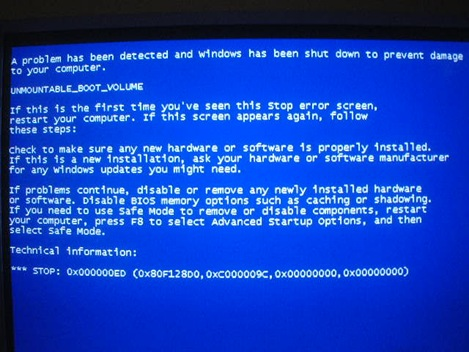 A problem has been detected and Windows has been shut down to prevent damage
to your computer.
UNMOUNTABLE_BOOT_VOLUME
If this is the first time you've seen this Stop error screen,
restart your computer. If this screen appears again, follow
these steps:
Check to make sure any new hardware or software is properly installed.
If this is a new installation, ask your hardware or software manufacturer
for any Windows updates you might need.
If problems continue, disable or remove any newly installed hardware
or software. Disable BIOS memory options such as caching or shadowing.
If you need to use Safe Mode to remove or disable components, restart
your computer, press F8 to select Advanced Startup Options, and then
select Safe Mode.
Technical information:
*** STOP: 0x000000ED (0x80F128D0,0xC000009C,0x00000000,0x00000000)